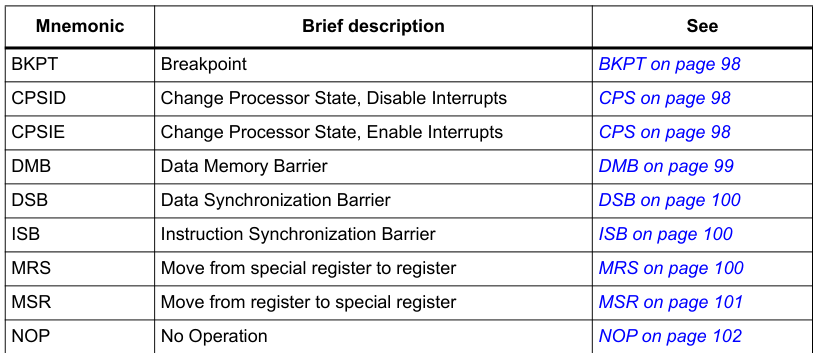 Mnemonic Brief description See
BKPT Breakpoint BKPT on page 98
CPSID Change Processor State, Disable Interrupts CPS on page 98
CPSIE Change Processor State, Enable Interrupts CPS on page 98
DMB Data Memory Barrier DMB on page 99
DSB Data Synchronization Barrier DSB on page 100
ISB Instruction Synchronization Barrier ISB on page 100
MRS Move from special register to register MRS on page 100
MSR Move from register to special register MSR on page 101
NOP No Operation NOP on page 102